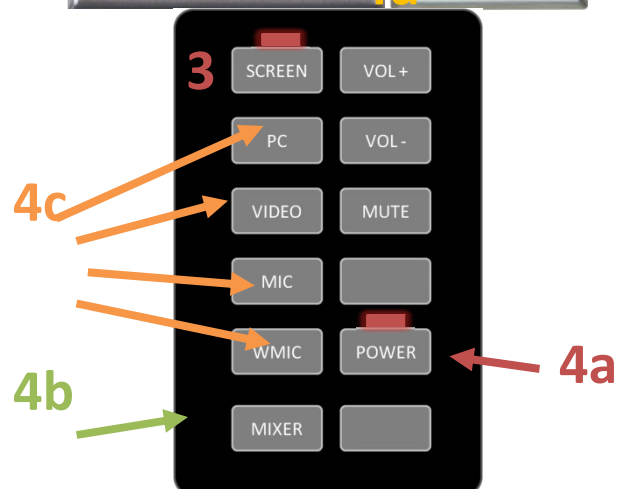 3 SCREEN VOL+
PC VOL-
4c VIDEO MUTE
MIC
WMIC POWER 4a
4b MIXER